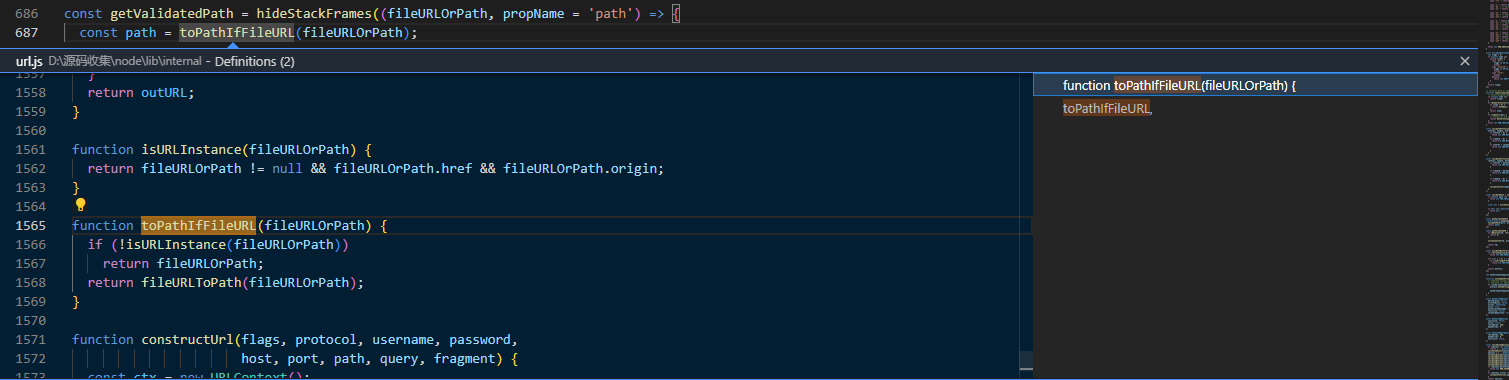 686 const getValidatedPath = hideStackFrames((fileURLOrPath, propName = 'path') => {
687 const path = toPathIfFileURL(fileURLOrPath);
url.js D:\源码收集\node\lib\internal - Definitions (2)
1557 }
1558 return outURL;
1559 }
1560
1561 function isURLInstance(fileURLOrPath) {
1562 return fileURLOrPath != null && fileURLOrPath.href && fileURLOrPath.origin;
1563 }
1564
1565 function toPathIfFileURL(fileURLOrPath) {
1566 if (!isURLInstance(fileURLOrPath))
1567 return fileURLOrPath;
1568 return fileURLToPath(fileURLOrPath);
1569 }
1570
1571 function constructUrl(flags, protocol, username, password,
1572 host, port, path, query, fragment) {
1573 const ctx = new URLContext();
function toPathIfFileURL(fileURLOrPath) {
toPathIfFileURL,